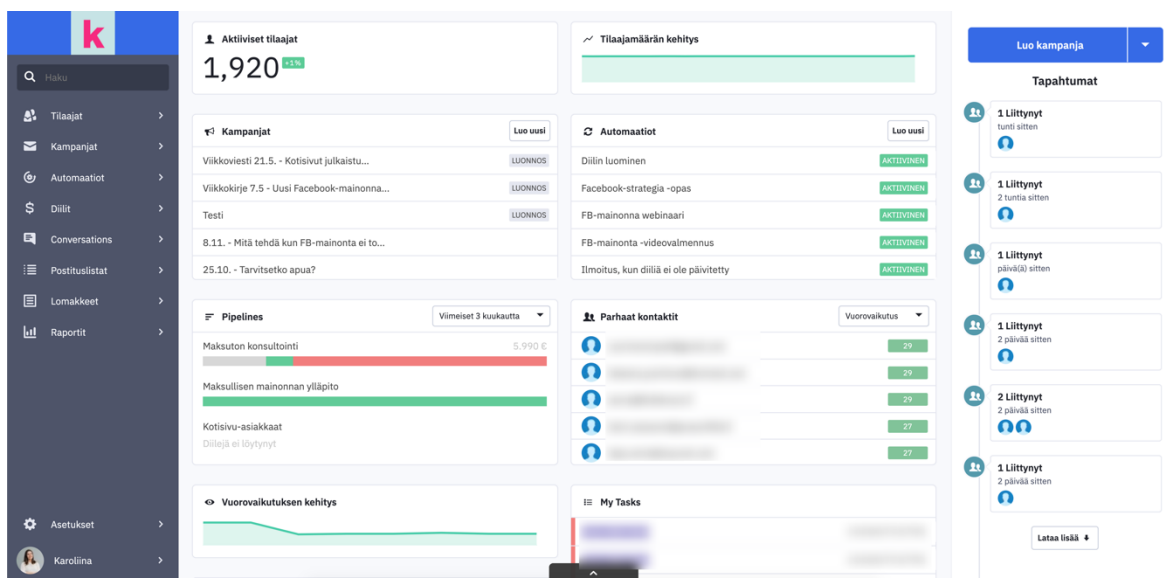 k
Haku
Tilaajat
Kampanjat
Automaatiot
Diilit
Conversations
Postituslistat
Lomakkeet
Raportit
Asetukset
Karoliina
Aktiiviset tilaajat
1,920 +1%
Tilaajamäärän kehitys
Kampanjat Luo uusi
Viikkoviesti 21.5. - Kotisivut julkaistu... LUONNOS
Viikkokirje 7.5 - Uusi Facebook-mainonna... LUONNOS
Testi LUONNOS
8.11. - Mitä tehdä kun FB-mainonta ei to...
25.10. - Tarvitsetko apua?
Automaatiot Luo uusi
Diilin luominen AKTIIVINEN
Facebook-strategia -opas AKTIIVINEN
FB-mainonna webinaari AKTIIVINEN
FB-mainonta -videovalmennus AKTIIVINEN
Ilmoitus, kun diiliä ei ole päivitetty AKTIIVINEN
Pipelines Viimeiset 3 kuukautta
Maksuton konsultointi 5,990 €
Maksullisen mainonnan ylläpito
Kotisivu-asiakkaat
Diilejä ei löytynyt
Parhaat kontaktit Vuorovaikutus
29
29
29
27
27
Vuorovaikutuksen kehitys
My Tasks
Luo kampanja
Tapahtumat
1 Liittynyt
tunti sitten
1 Liittynyt
2 tuntia sitten
1 Liittynyt
päivä(ä) sitten
1 Liittynyt
2 päivää sitten
2 Liittynyt
2 päivää sitten
1 Liittynyt
2 päivää sitten
Lataa lisää